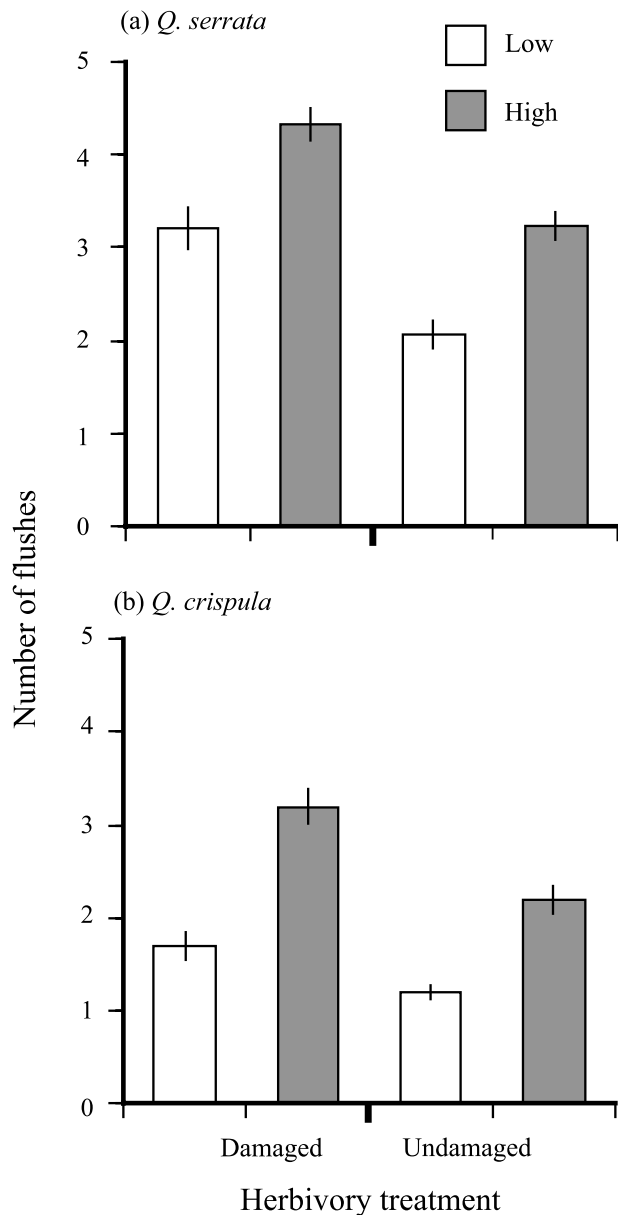 (a) Q. serrata
Low
High
5
4
3
2
1
0
Number of flushes
(b) Q. crispula
5
4
3
2
1
0
Damaged Undamaged
Herbivory treatment